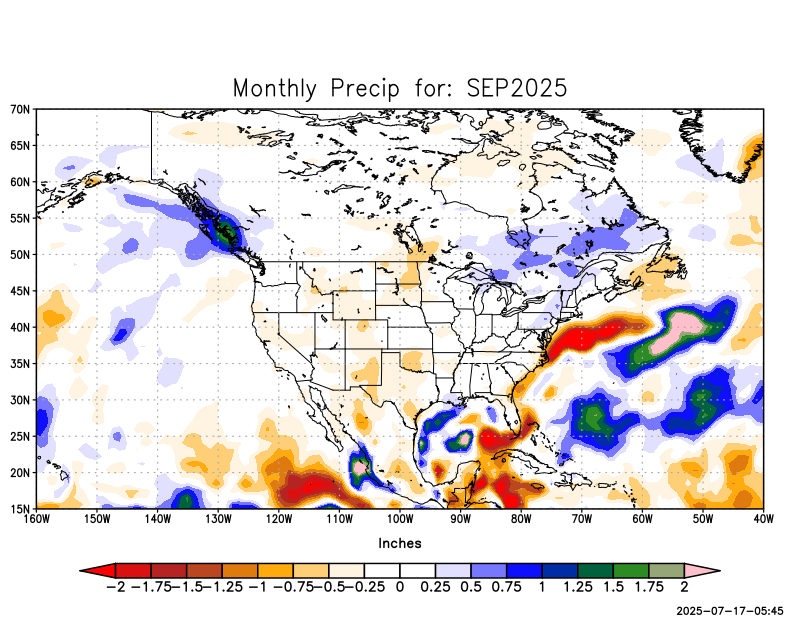 Monthly Precip for: SEP2025
70N
65N
60N
55N
50N
45N
40N
35N
30N
25N
20N
15N
160W 150W 140W 130W 120W 110W 100W 90W 80W 70W 60W 50W 40W
Inches
-2 -1.75 -1.5 -1.25 -1 -0.75 -0.5 -0.25 0 0.25 0.5 0.75 1 1.25 1.5 1.75 2
2025-07-17-05:45